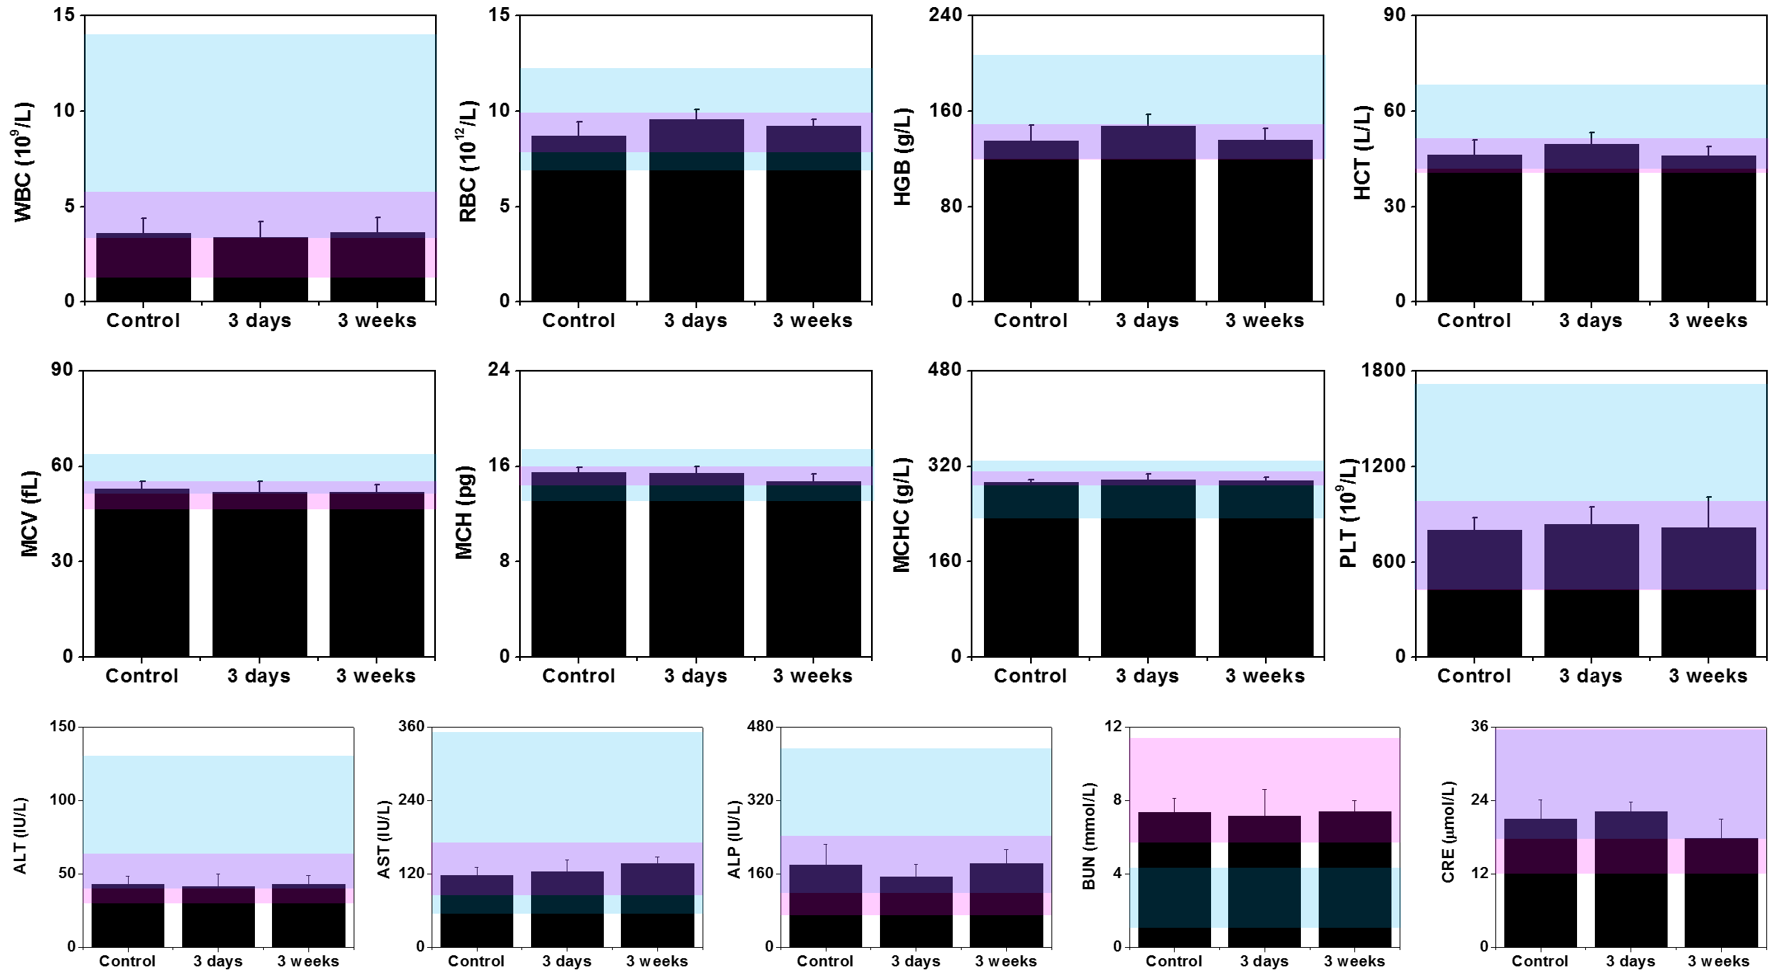 WBC (10⁹/L)
15
10
5
0
Control 3 days 3 weeks
RBC (10¹²/L)
15
10
5
0
Control 3 days 3 weeks
HGB (g/L)
240
160
80
0
Control 3 days 3 weeks
HCT (L/L)
90
60
30
0
Control 3 days 3 weeks
MCV (fL)
90
60
30
0
Control 3 days 3 weeks
MCH (pg)
24
16
8
0
Control 3 days 3 weeks
MCHC (g/L)
480
320
160
0
Control 3 days 3 weeks
PLT (10⁹/L)
1800
1200
600
0
Control 3 days 3 weeks
ALT (IU/L)
150
100
50
0
Control 3 days 3 weeks
AST (IU/L)
360
240
120
0
Control 3 days 3 weeks
ALP (IU/L)
480
320
160
0
Control 3 days 3 weeks
BUN (mmol/L)
12
8
4
0
Control 3 days 3 weeks
CRE (μmol/L)
36
24
12
0
Control 3 days 3 weeks